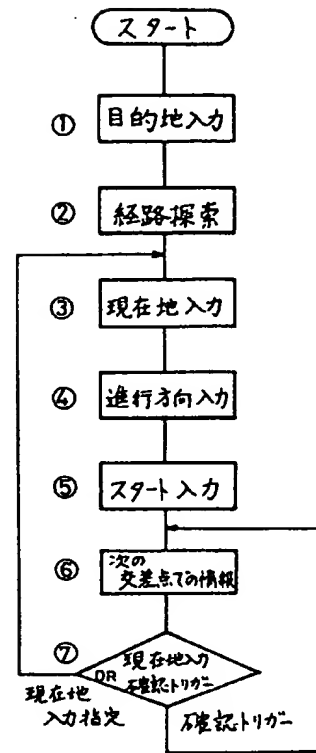 スタート
① 目的地入力
② 経路探索
③ 現在地入力
④ 進行方向入力
⑤ スタート入力
⑥ 次の
交差点での情報
⑦ 現在地入力
OR 確認トリガー
現在地
入力指定
確認トリガー